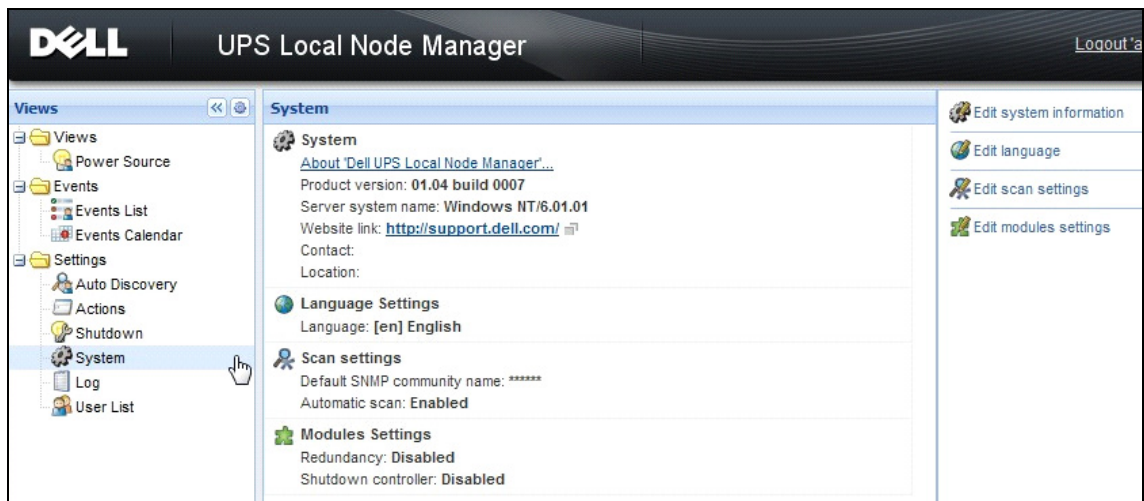 DELL
UPS Local Node Manager
Logout 'a
Views
Views
Power Source
Events
Events List
Events Calendar
Settings
Auto Discovery
Actions
Shutdown
System
Log
User List
System
System
About 'Dell UPS Local Node Manager'...
Product version: 01.04 build 0007
Server system name: Windows NT/6.01.01
Website link: http://support.dell.com/
Contact:
Location:
Language Settings
Language: [en] English
Scan settings
Default SNMP community name: ******
Automatic scan: Enabled
Modules Settings
Redundancy: Disabled
Shutdown controller: Disabled
Edit system information
Edit language
Edit scan settings
Edit modules settings